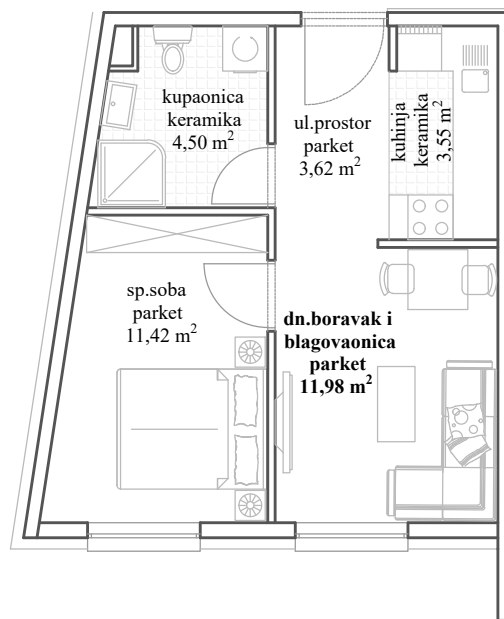 kupaonica
keramika
4,50 m²
ul.prostor
parket
3,62 m²
kuhinja
keramika
3,55 m²
sp.soba
parket
11,42 m²
dn.boravak i
blagovaonica
parket
11,98 m²